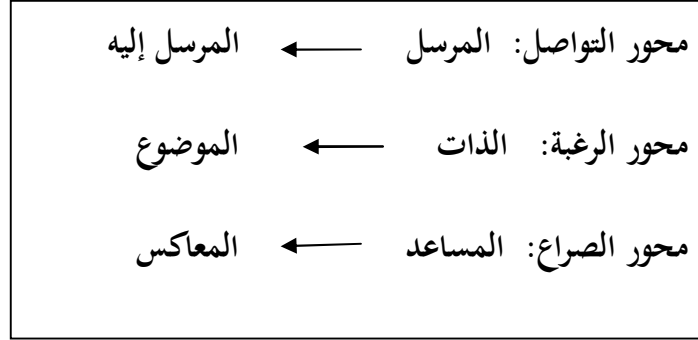 محور التواصل: المرسل ← المرسل إليه
محور الرغبة: الذات ← الموضوع
محور الصراع: المساعد ← المعاكس